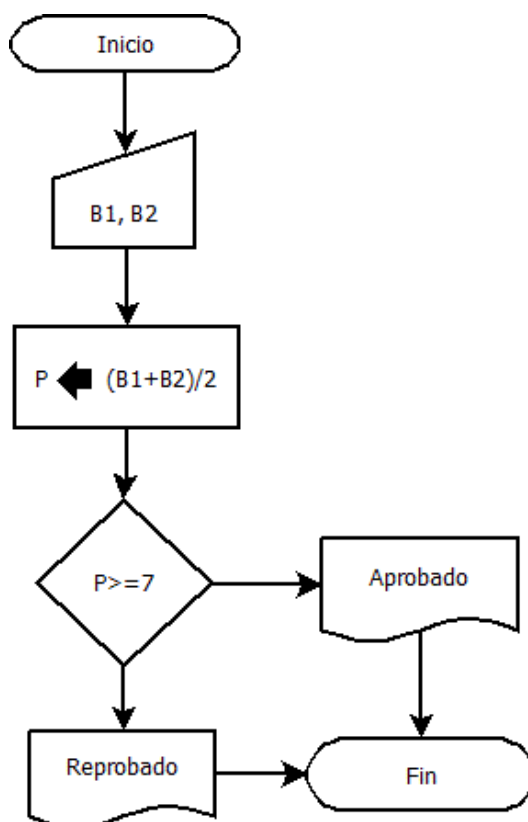 Inicio
B1, B2
P (B1+B2)/2
P>=7
Aprobado
Reprobado
Fin